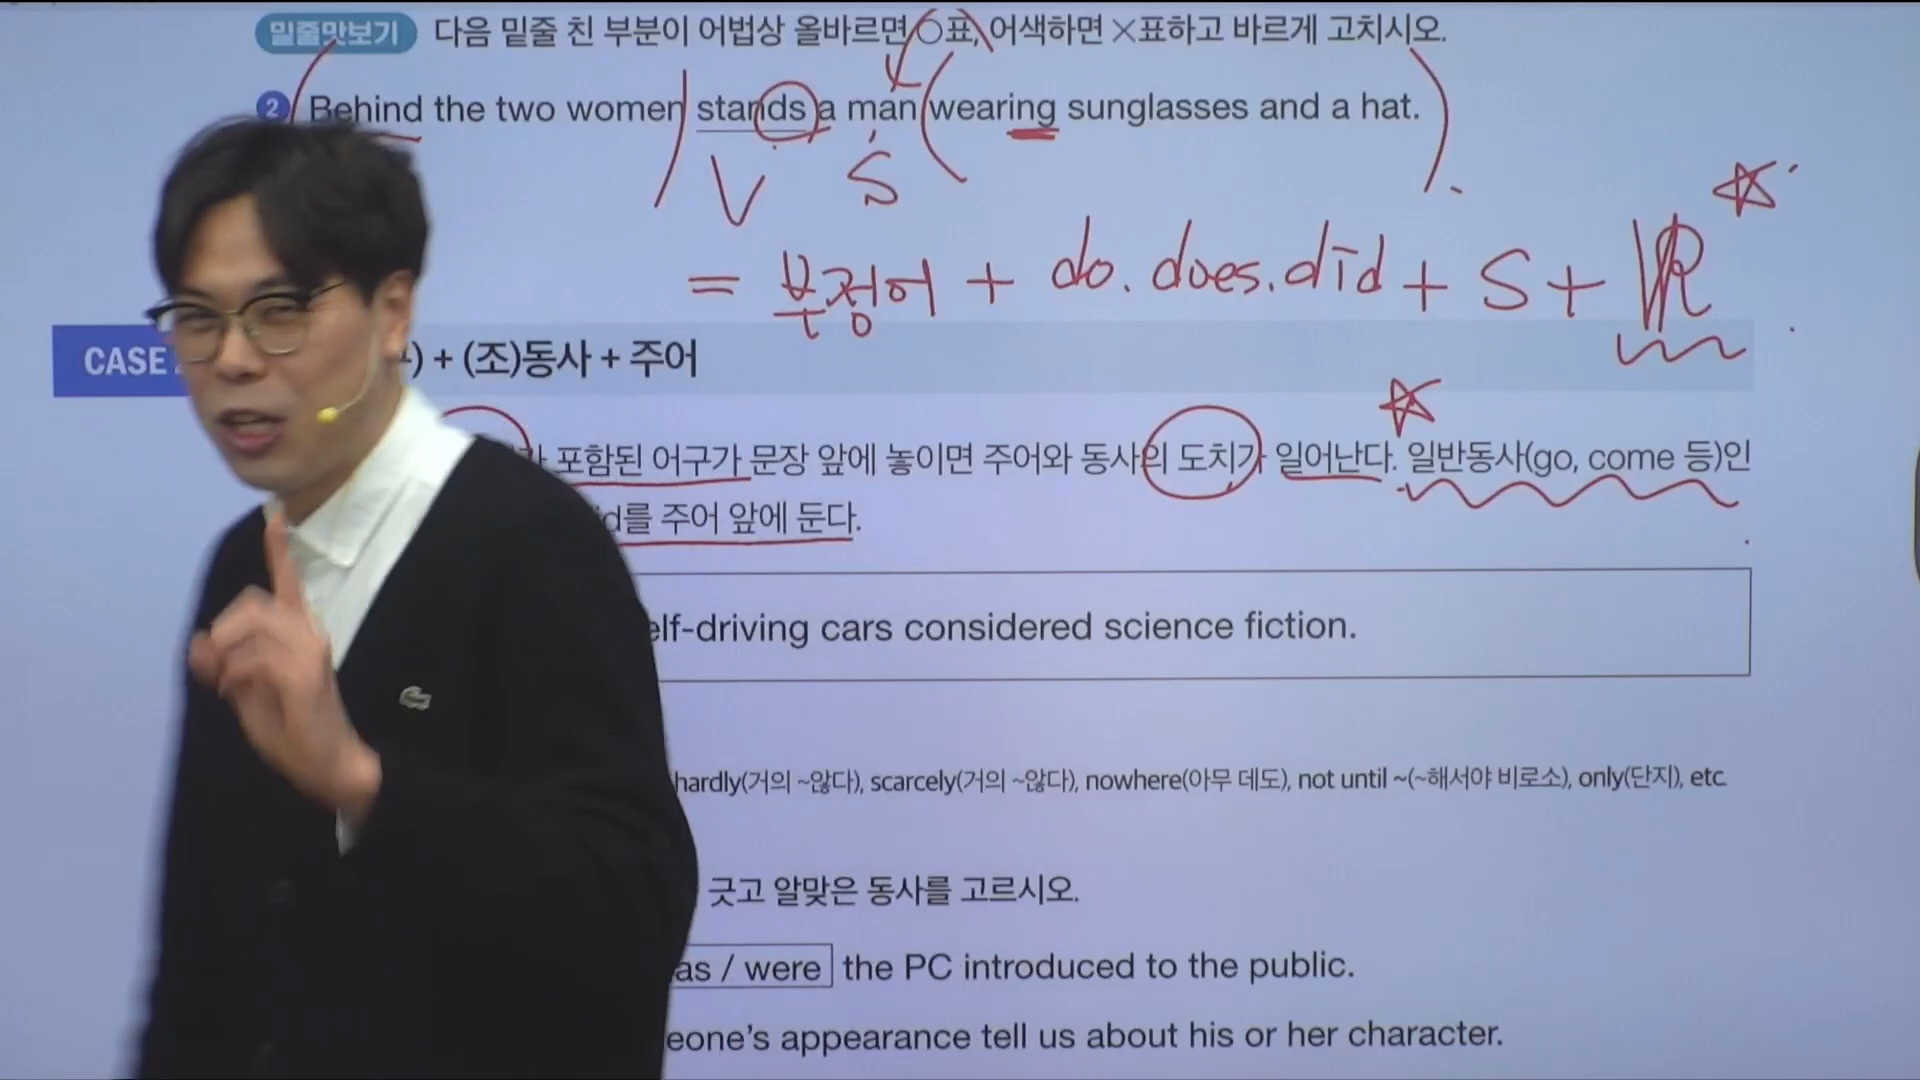 밑줄맛보기 다음 밑줄 친 부분이 어법상 올바르면 ○표, 어색하면 ×표하고 바르게 고치시오.
2 Behind the two women stands a man wearing sunglasses and a hat.
V S
= 부정어 + do. does. did + S + R
CASE ) + (조)동사 + 주어
포함된 어구가 문장 앞에 놓이면 주어와 동사의 도치가 일어난다. 일반동사(go, come 등)인
를 주어 앞에 둔다.
elf-driving cars considered science fiction.
hardly(거의 ~않다), scarcely(거의 ~않다), nowhere(아무 데도), not until ~(~해서야 비로소), only(단지), etc.
긋고 알맞은 동사를 고르시오.
as / were the PC introduced to the public.
eone's appearance tell us about his or her character.